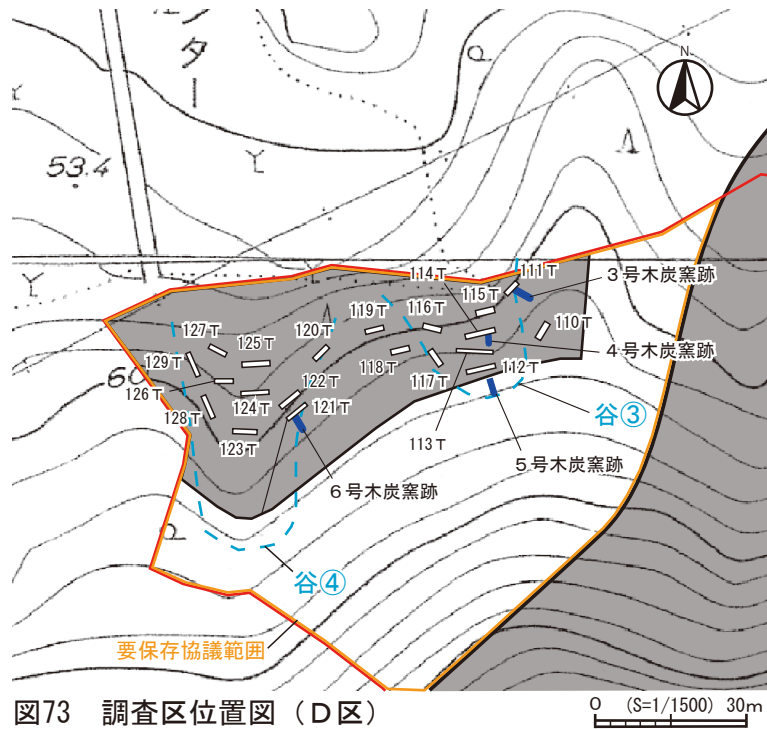 ター
N
53.4
111T
114T
115T
3号木炭窯跡
119T
116T
110T
127T
125T
120T
4号木炭窯跡
129T
118T
60
117T
112T
126T
122T
124T
121T
128T
谷③
123T
113T
6号木炭窯跡
5号木炭窯跡
谷④
要保存協議範囲
図73 調査区位置図（D区）
0 (S=1/1500) 30m